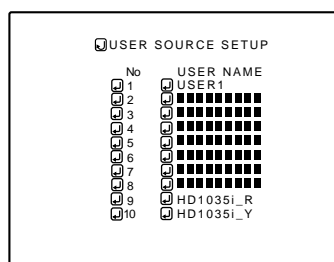 USER SOURCE SETUP
No USER NAME
1 USER1
2
3
4
5
6
7
8
9 HD1035i_R
10 HD1035i_Y